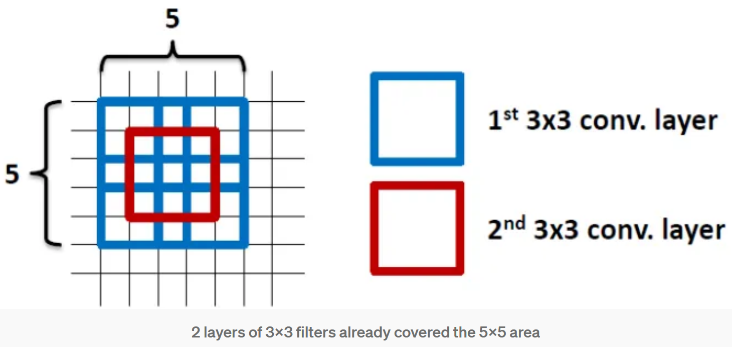 5
5
1st 3x3 conv. layer
2nd 3x3 conv. layer
2 layers of 3×3 filters already covered the 5×5 area